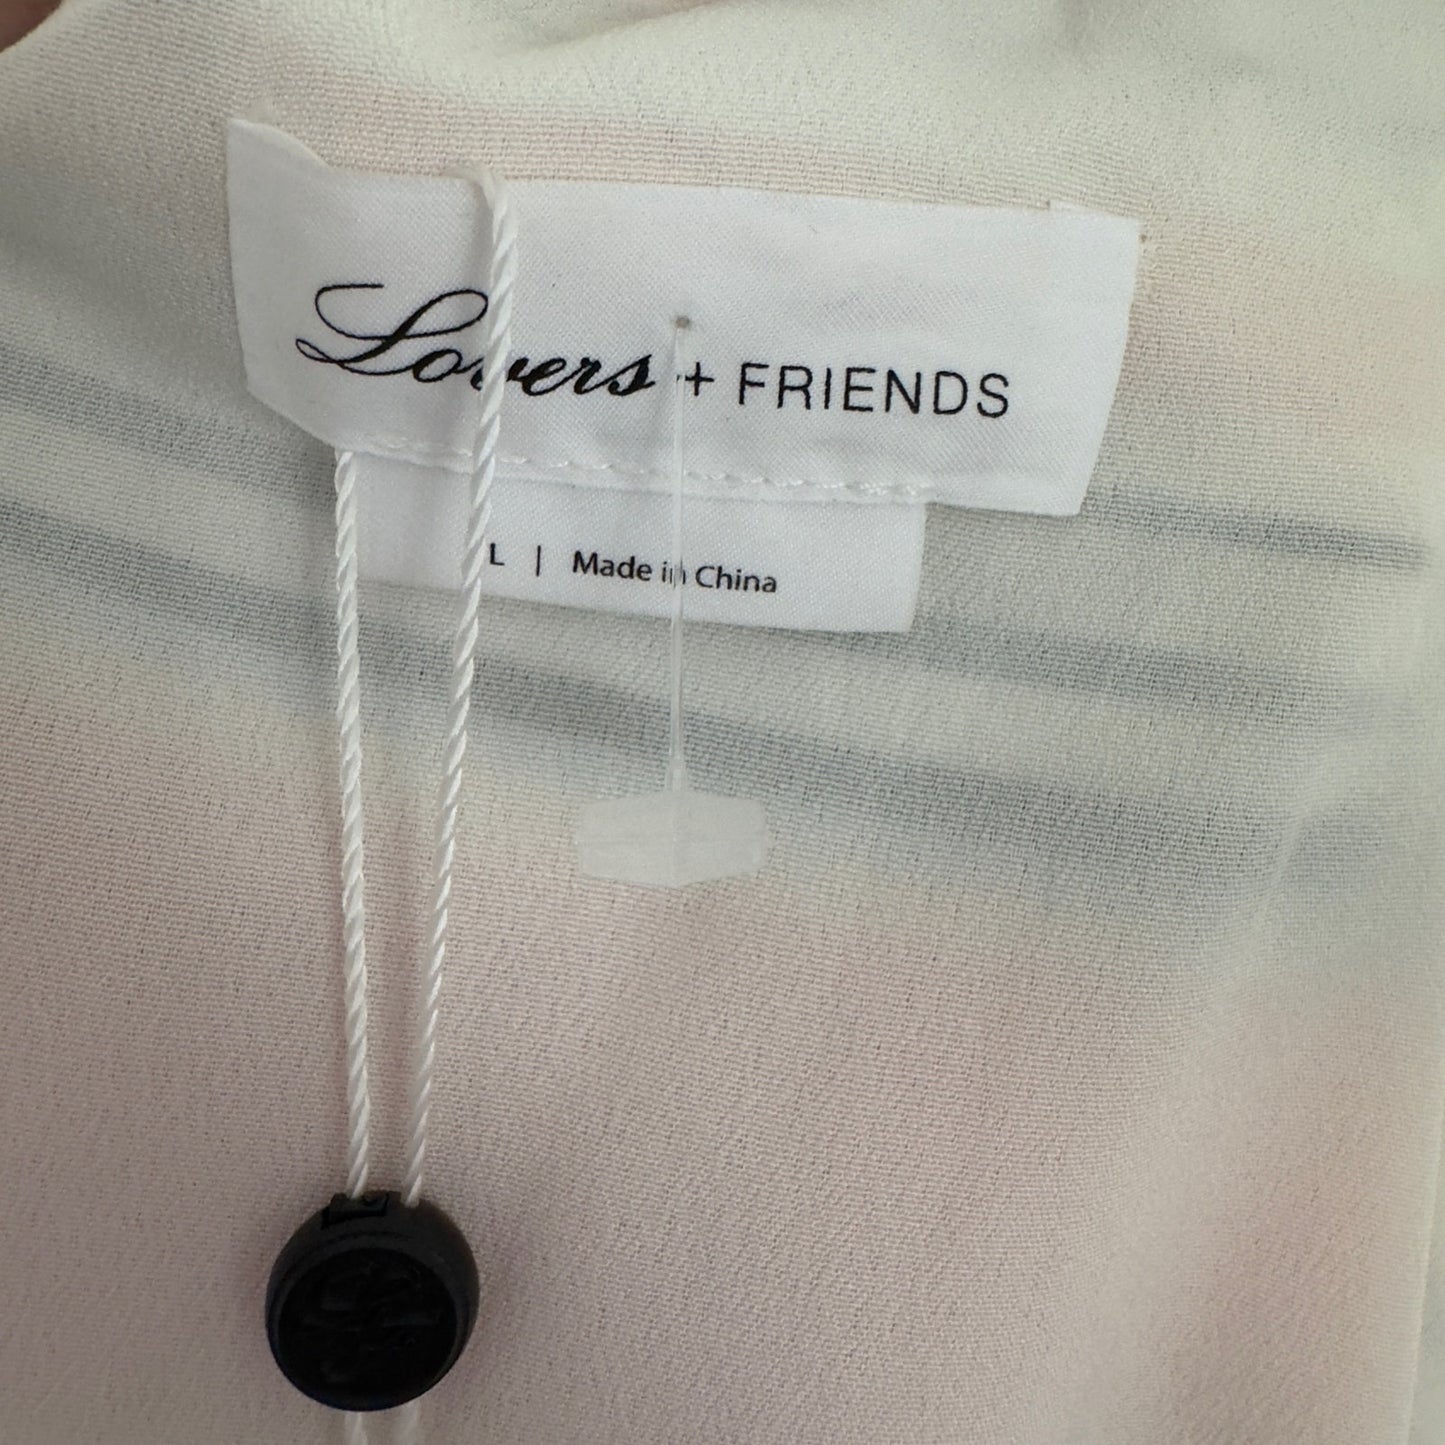 Lovers + FRIENDS
L | Made in China